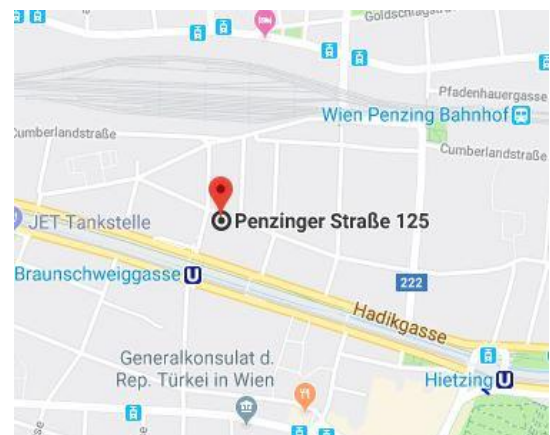 Goldschlagstraße
Pfadenhauergasse
Wien Penzing Bahnhof
Cumberlandstraße
Cumberlandstraße
JET Tankstelle
Penzinger Straße 125
Braunschweiggasse U
222
Hadikgasse
Generalkonsulat d.
Rep. Türkei in Wien
Hietzing U